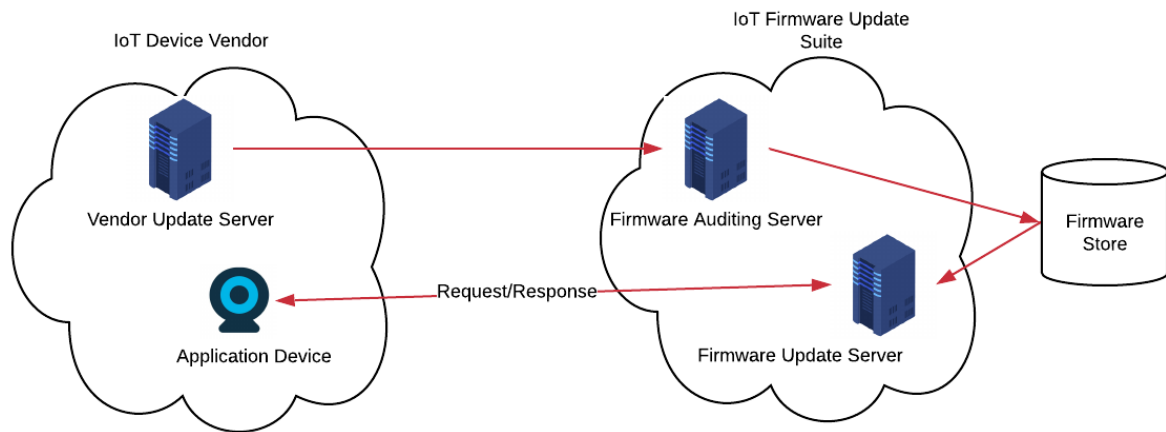 IoT Device Vendor
IoT Firmware Update
Suite
Vendor Update Server
Firmware Auditing Server
Firmware
Store
Request/Response
Application Device
Firmware Update Server